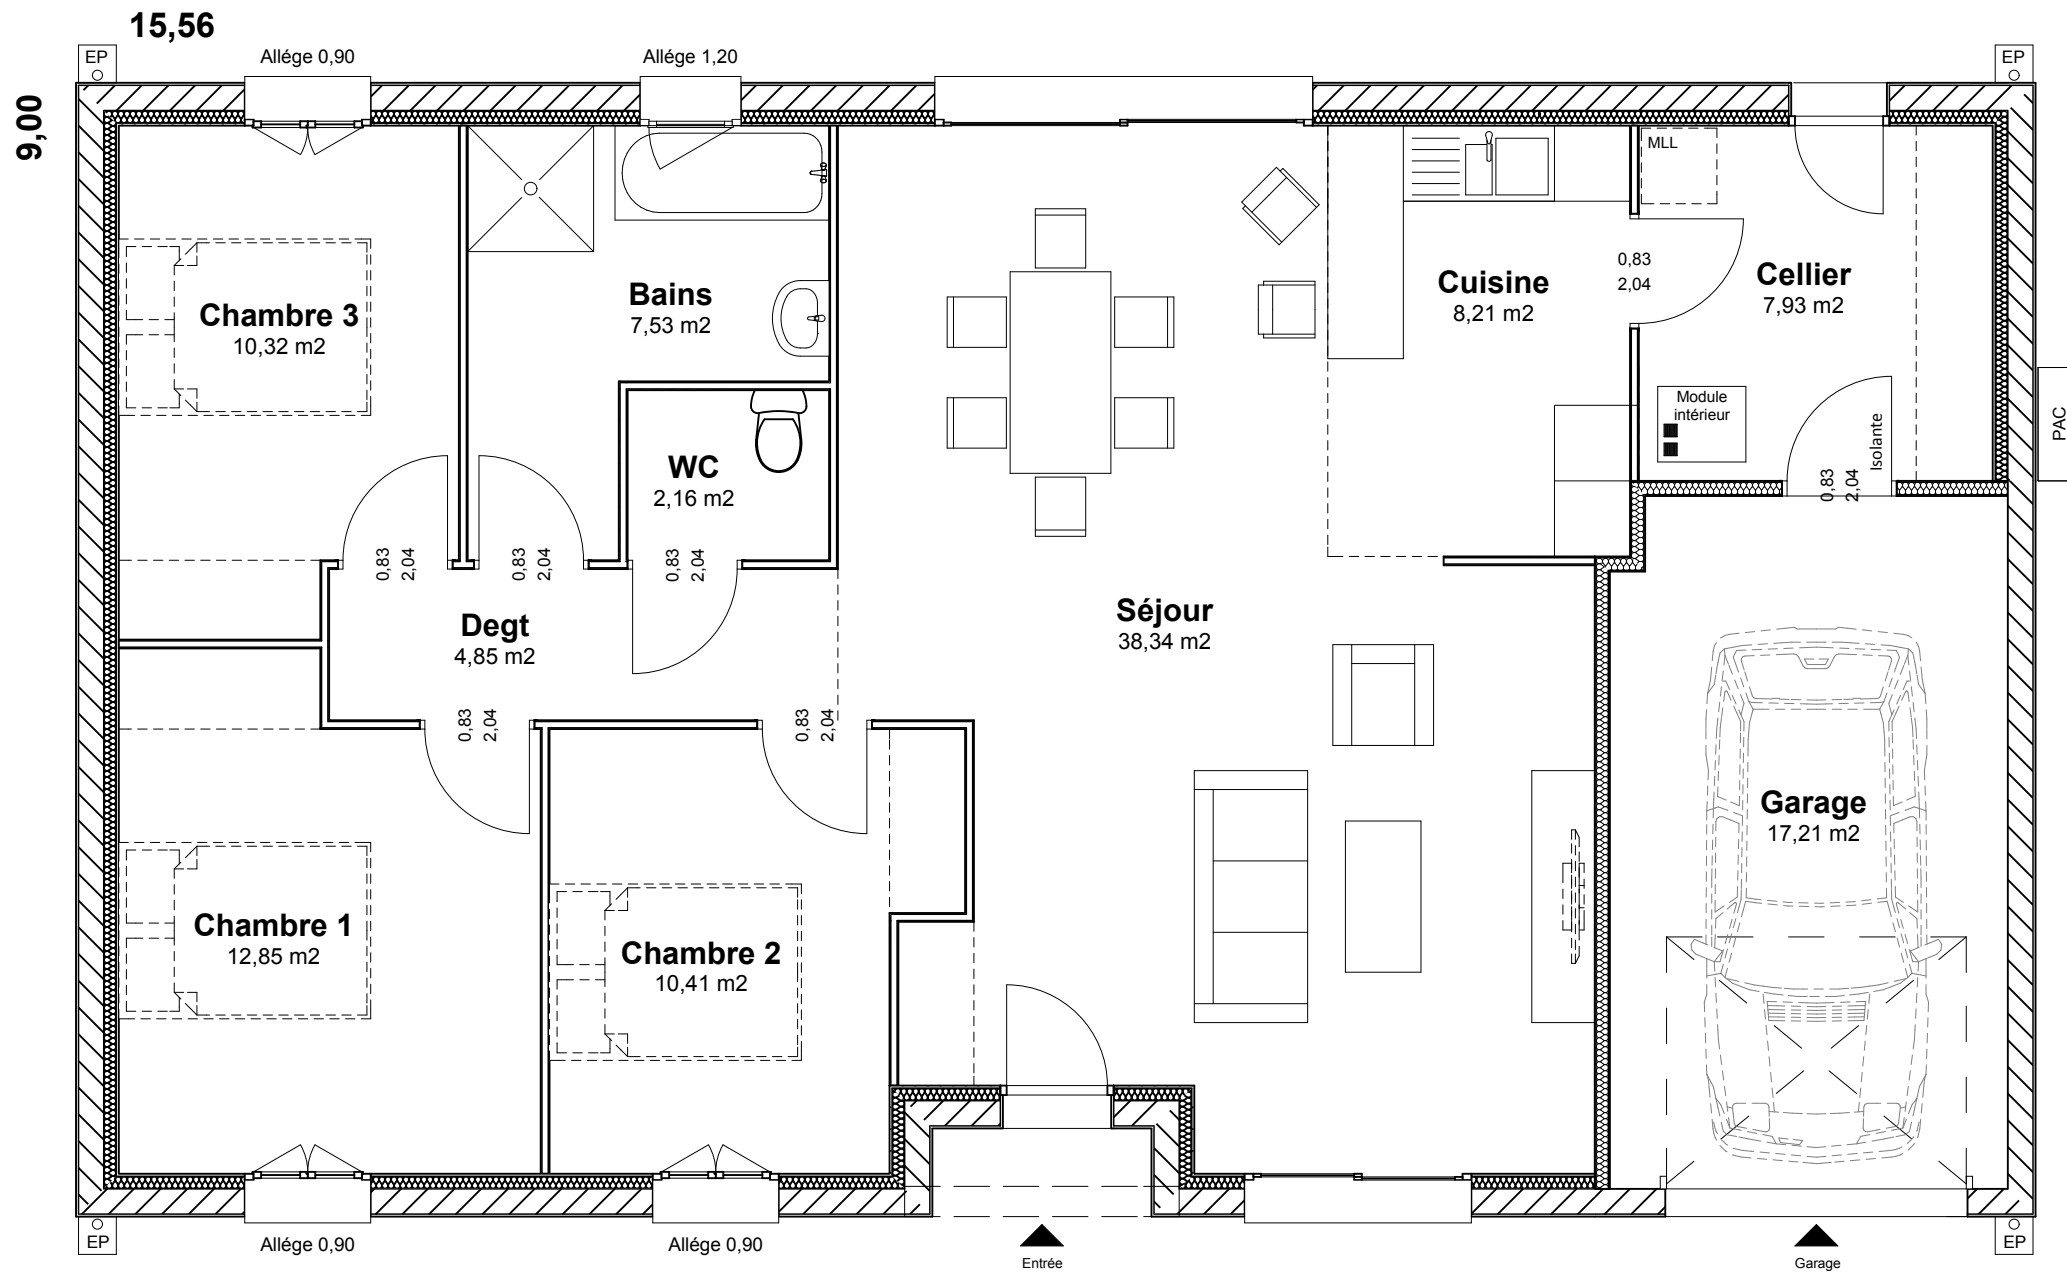 15,56
9,00
EP
Allége 0,90
Allége 1,20
EP
MLL
Chambre 3
10,32 m2
Bains
7,53 m2
Cuisine
8,21 m2
0,83
2,04
Cellier
7,93 m2
Module
intérieur
Isolante
0,83
2,04
PAC
WC
2,16 m2
0,83
2,04
0,83
2,04
0,83
2,04
Degt
4,85 m2
Séjour
38,34 m2
0,83
2,04
0,83
2,04
Garage
17,21 m2
Chambre 1
12,85 m2
Chambre 2
10,41 m2
EP
Allége 0,90
Allége 0,90
Entrée
Garage
EP